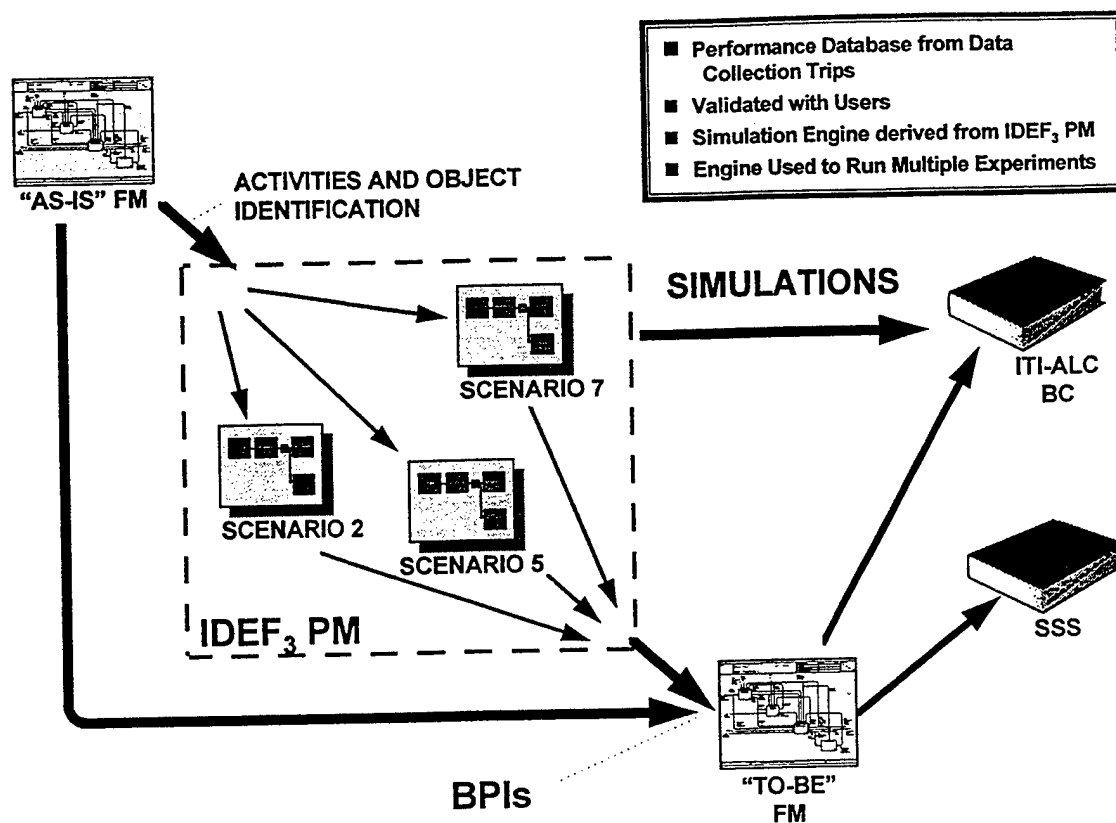 ■ Performance Database from Data
Collection Trips
■ Validated with Users
■ Simulation Engine derived from IDEF₃ PM
■ Engine Used to Run Multiple Experiments
“AS-IS” FM
ACTIVITIES AND OBJECT
IDENTIFICATION
SIMULATIONS
SCENARIO 7
ITI-ALC
BC
SCENARIO 2
SCENARIO 5
IDEF₃ PM
SSS
BPIs
“TO-BE”
FM